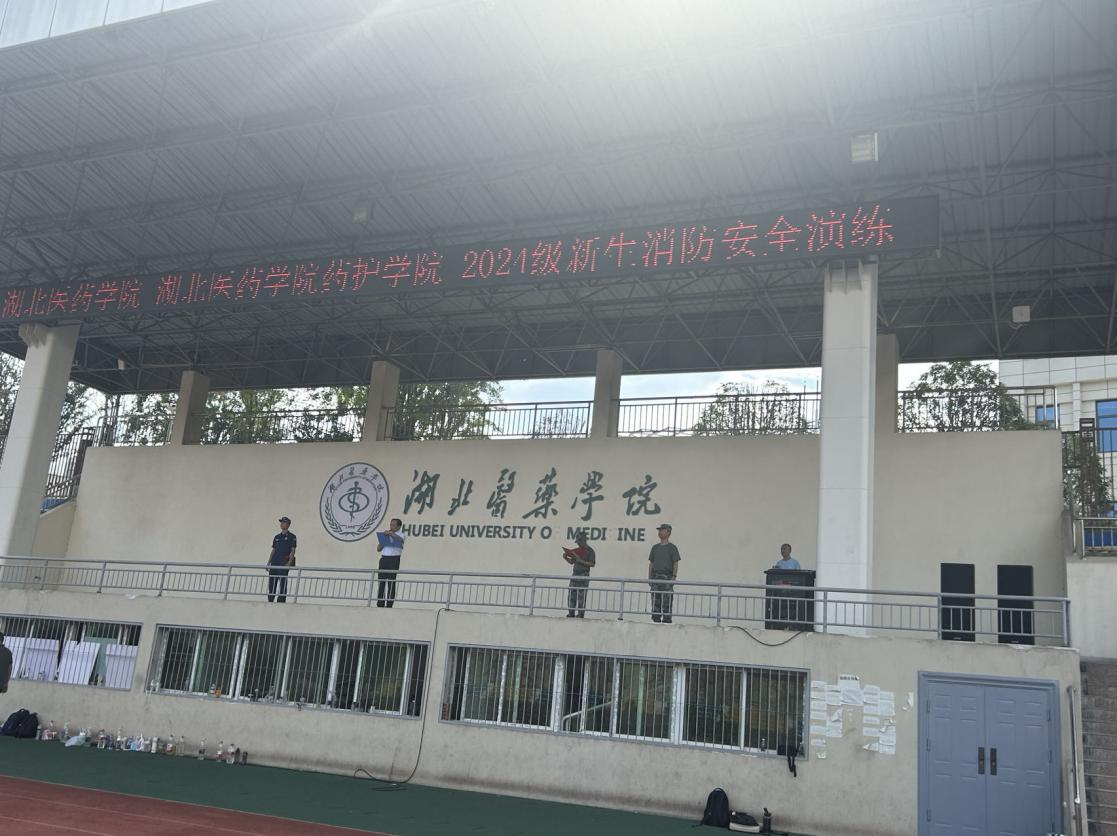 湖北医药学院 湖北医药学院药护学院 2024级新生消防安全演练
湖北醫藥學院
HUBEI UNIVERSITY O MEDI INE